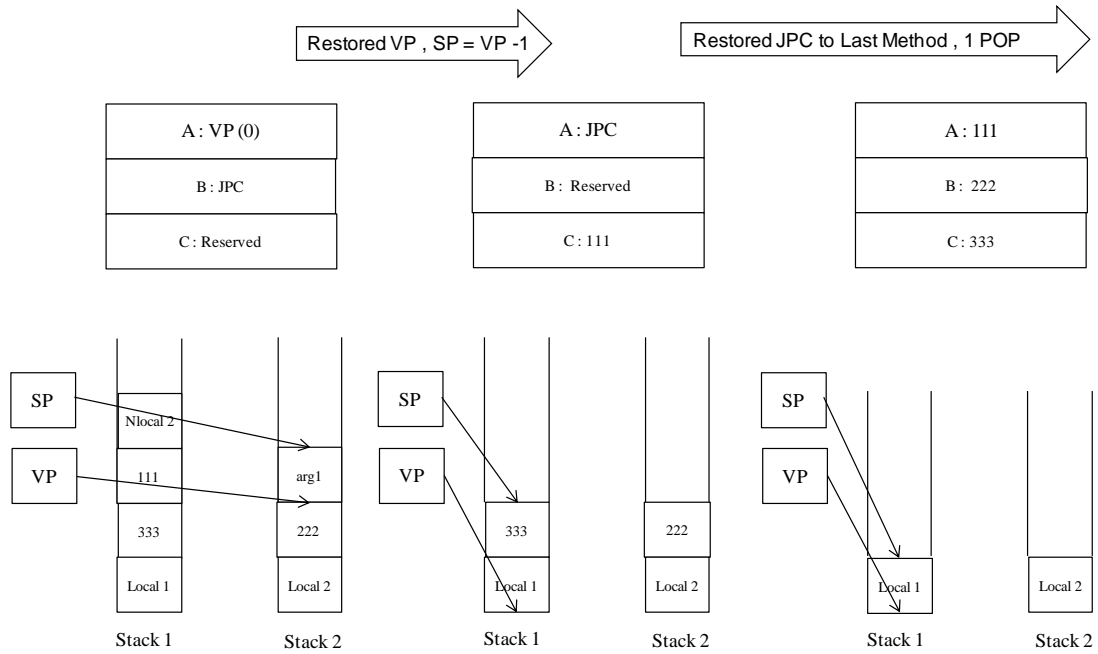 Restored VP , SP = VP -1
Restored JPC to Last Method , 1 POP
A : VP (0)
B : JPC
C : Reserved
A : JPC
B : Reserved
C : 111
A : 111
B : 222
C : 333
SP
VP
Nlocal 2
111
333
Local 1
Stack 1
arg1
222
Local 2
Stack 2
SP
VP
333
Local 1
Stack 1
222
Local 2
Stack 2
SP
VP
Local 1
Stack 1
Local 2
Stack 2